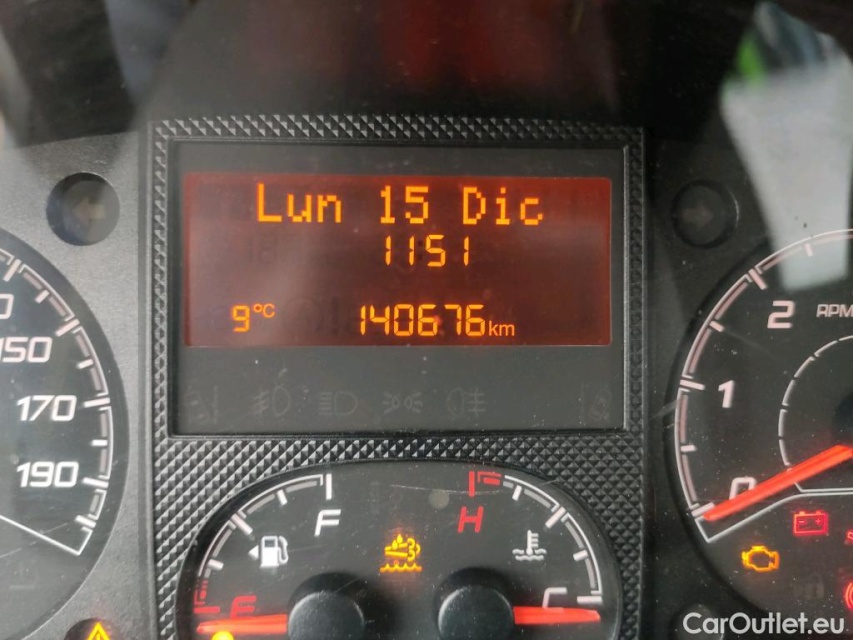 Lun 15 Dic
1151
9°C 140676km
150
170
190
2
RPM
1
0
F
H
E
C
CarOutlet.eu